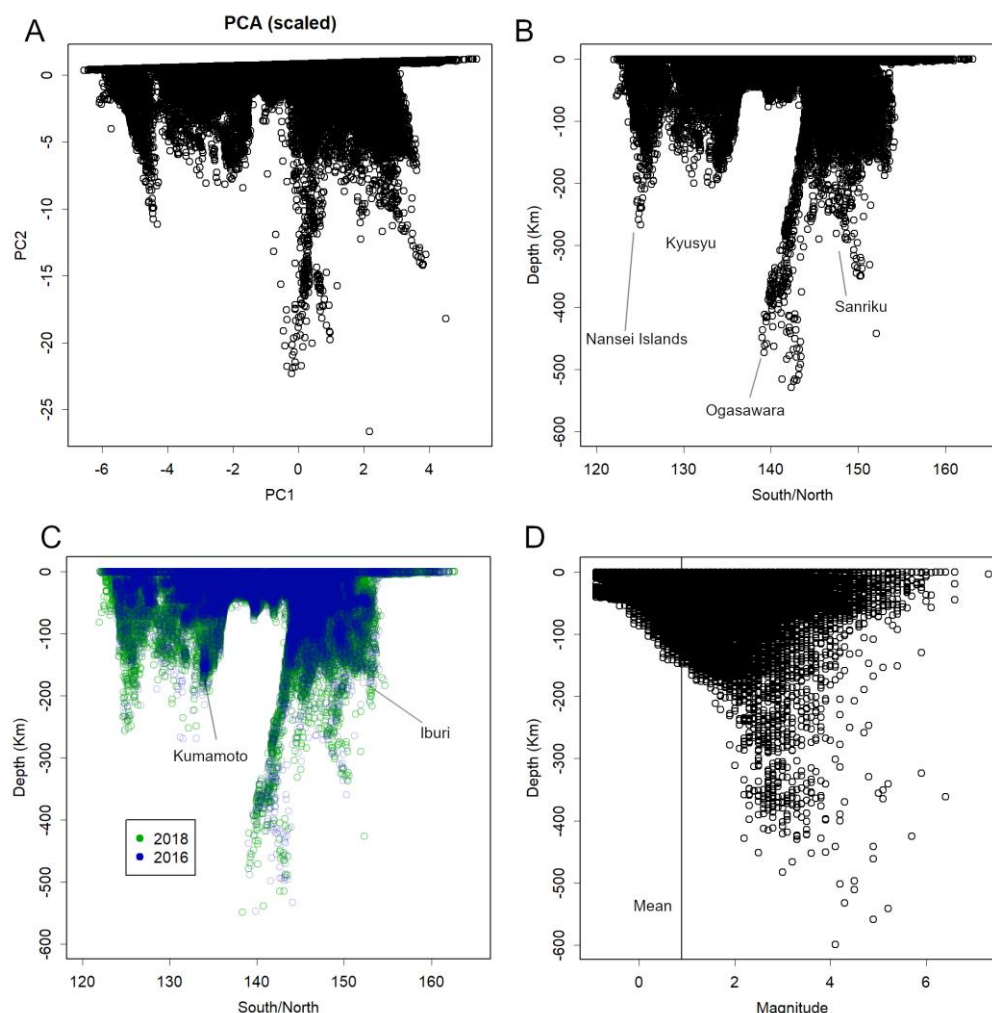 A
PCA (scaled)
0
-5
-10
-15
-20
-25
PC2
-6 -4 -2 0 2 4
PC1
B
0
-100
-200
-300
-400
-500
-600
Depth (Km)
Kyusyu
Sanriku
Nansei Islands
Ogasawara
120 130 140 150 160
South/North
C
0
-100
-200
-300
-400
-500
-600
Depth (Km)
Iburi
Kumamoto
2018
2016
120 130 140 150 160
South/North
D
0
-100
-200
-300
-400
-500
-600
Depth (Km)
Mean
0 2 4 6
Magnitude